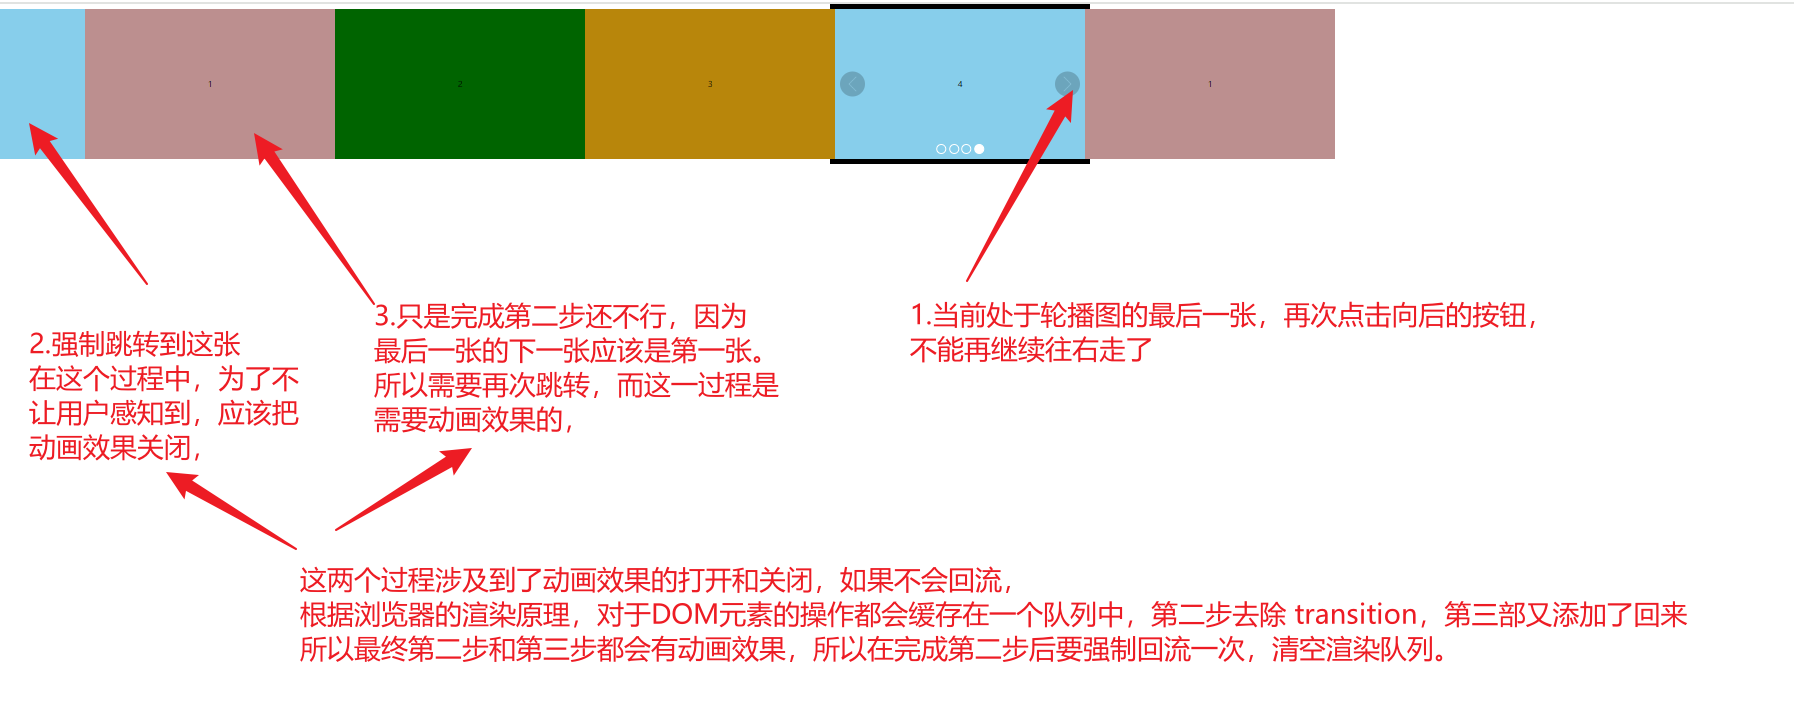 1
2
3
4
1
1.当前处于轮播图的最后一张，再次点击向后的按钮，
不能再继续往右走了
2.强制跳转到这张
在这个过程中，为了不
让用户感知到，应该把
动画效果关闭，
3.只是完成第二步还不行，因为
最后一张的下一张应该是第一张。
所以需要再次跳转，而这一过程是
需要动画效果的，
这两个过程涉及到了动画效果的打开和关闭，如果不会回流，
根据浏览器的渲染原理，对于DOM元素的操作都会缓存在一个队列中，第二步去除 transition，第三部又添加了回来
所以最终第二步和第三步都会有动画效果，所以在完成第二步后要强制回流一次，清空渲染队列。